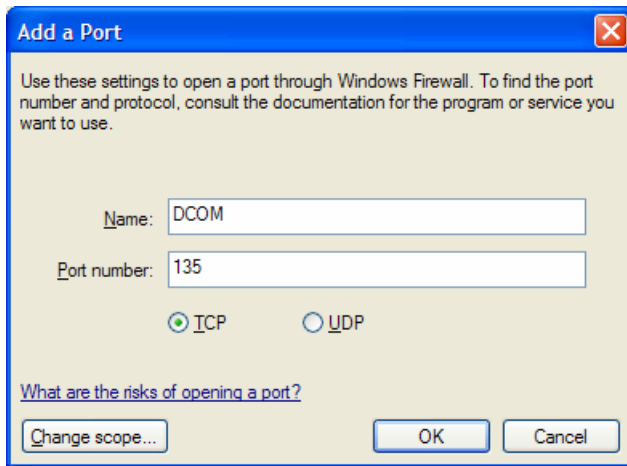 Add a Port
Use these settings to open a port through Windows Firewall. To find the port
number and protocol, consult the documentation for the program or service you
want to use.
Name: DCOM
Port number: 135
TCP UDP
What are the risks of opening a port?
Change scope... OK Cancel